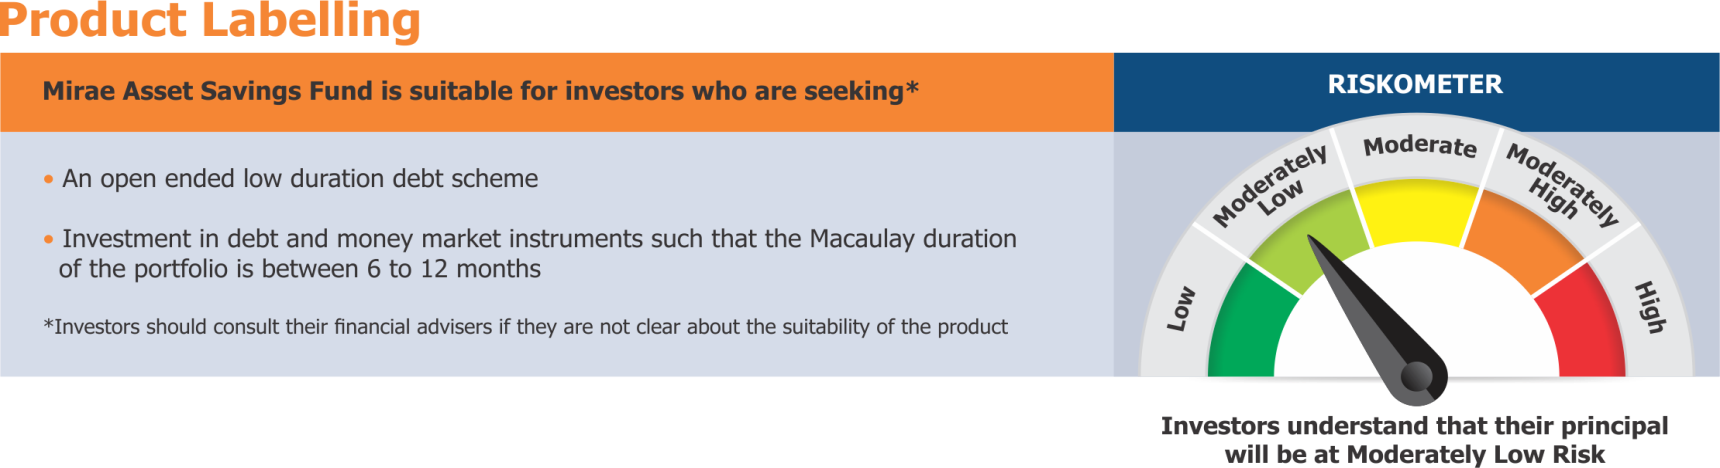 Product Labelling
Mirae Asset Savings Fund is suitable for investors who are seeking*
• An open ended low duration debt scheme
• Investment in debt and money market instruments such that the Macaulay duration
of the portfolio is between 6 to 12 months
*Investors should consult their financial advisers if they are not clear about the suitability of the product
RISKOMETER
Low
Moderately
Low
Moderate
Moderately
High
High
Investors understand that their principal
will be at Moderately Low Risk